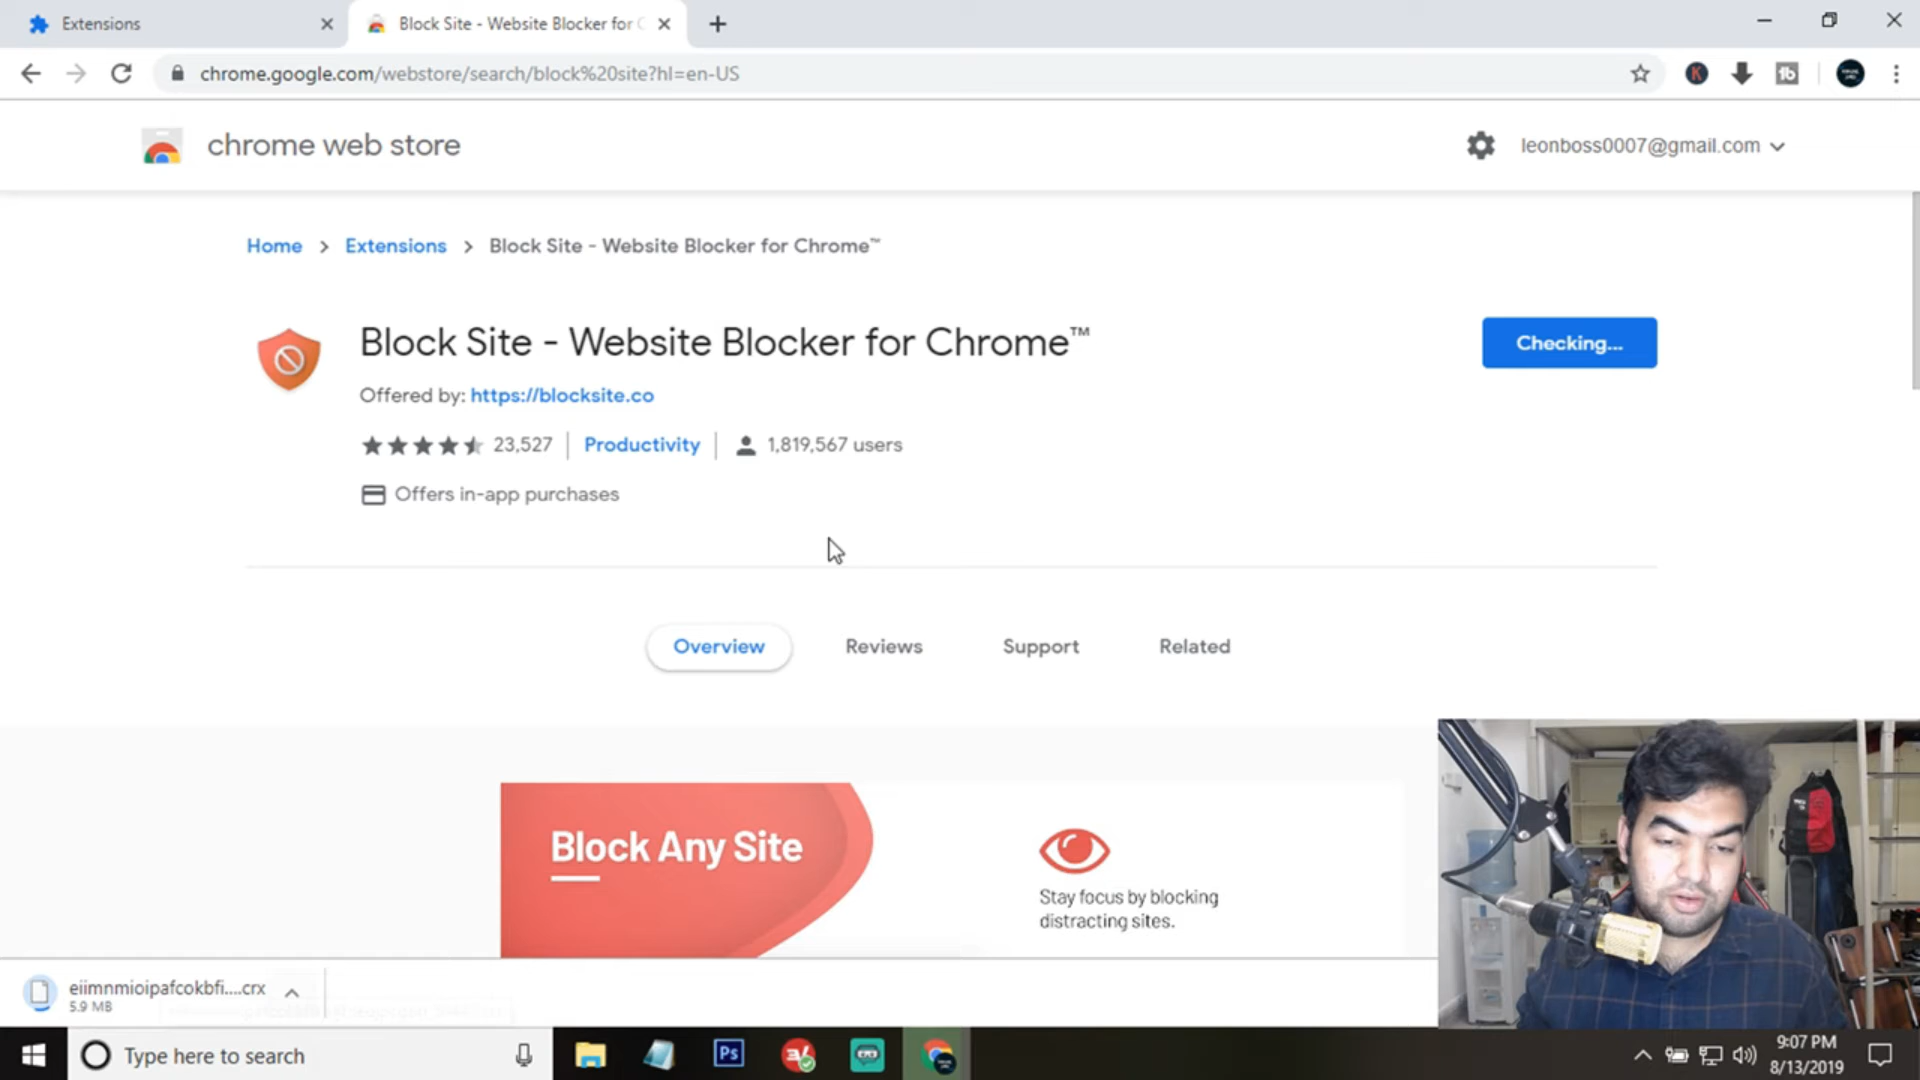 Extensions
Block Site - Website Blocker for C
chrome.google.com/webstore/search/block%20site?hl=en-US
K
tb
chrome web store
leonboss0007@gmail.com
Home > Extensions > Block Site - Website Blocker for Chrome™
Block Site - Website Blocker for Chrome™
Checking...
Offered by: https://blocksite.co
23,527
Productivity
1,819,567 users
Offers in-app purchases
Overview
Reviews
Support
Related
Block Any Site
Stay focus by blocking
distracting sites.
eiimnmioipafcokbfi....crx
5.9 MB
Type here to search
Ps
9:07 PM
8/13/2019